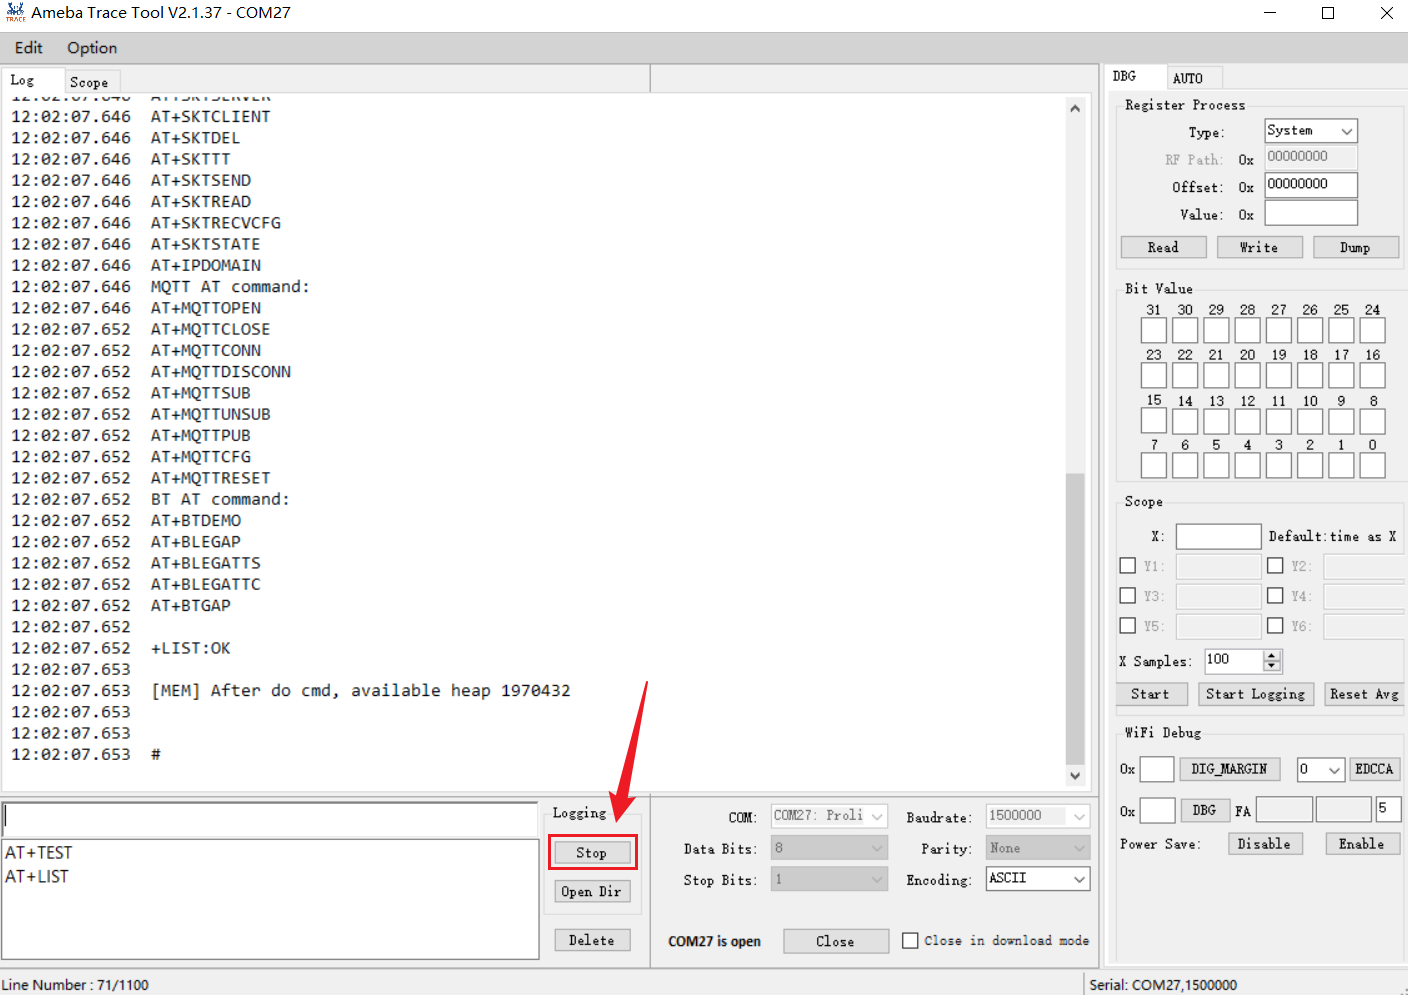 TRACE
Ameba Trace Tool V2.1.37 - COM27
Edit Option
Log Scope
12:02:07.646 AT+SKTSERVER
12:02:07.646 AT+SKTCLIENT
12:02:07.646 AT+SKTDEL
12:02:07.646 AT+SKTTT
12:02:07.646 AT+SKTSEND
12:02:07.646 AT+SKTREAD
12:02:07.646 AT+SKTRECVCFG
12:02:07.646 AT+SKTSTATE
12:02:07.646 AT+IPDOMAIN
12:02:07.646 MQTT AT command:
12:02:07.646 AT+MQTTOPEN
12:02:07.652 AT+MQTTCLOSE
12:02:07.652 AT+MQTTCONN
12:02:07.652 AT+MQTTDISCONN
12:02:07.652 AT+MQTTSUB
12:02:07.652 AT+MQTTUNSUB
12:02:07.652 AT+MQTTPUB
12:02:07.652 AT+MQTTCFG
12:02:07.652 AT+MQTTRESET
12:02:07.652 BT AT command:
12:02:07.652 AT+BTDEMO
12:02:07.652 AT+BLEGAP
12:02:07.652 AT+BLEGATTS
12:02:07.652 AT+BLEGATTC
12:02:07.652 AT+BTGAP
12:02:07.652
12:02:07.652 +LIST:OK
12:02:07.653
12:02:07.653 [MEM] After do cmd, available heap 1970432
12:02:07.653
12:02:07.653
12:02:07.653 #
AT+TEST
AT+LIST
Logging
Stop
Open Dir
Delete
COM: COM27: Proli Baudrate: 1500000
Data Bits: 8 Parity: None
Stop Bits: 1 Encoding: ASCII
COM27 is open Close Close in download mode
DBG AUTO
Register Process
Type: System
RF Path: 0x 00000000
Offset: 0x 00000000
Value: 0x
Read Write Dump
Bit Value
31 30 29 28 27 26 25 24
23 22 21 20 19 18 17 16
15 14 13 12 11 10 9 8
7 6 5 4 3 2 1 0
Scope
X: Default:time as X
Y1: Y2:
Y3: Y4:
Y5: Y6:
X Samples: 100
Start Start Logging Reset Avg
WiFi Debug
0x DIG_MARGIN 0 EDCCA
0x DBG FA 5
Power Save: Disable Enable
Line Number : 71/1100 Serial: COM27,1500000